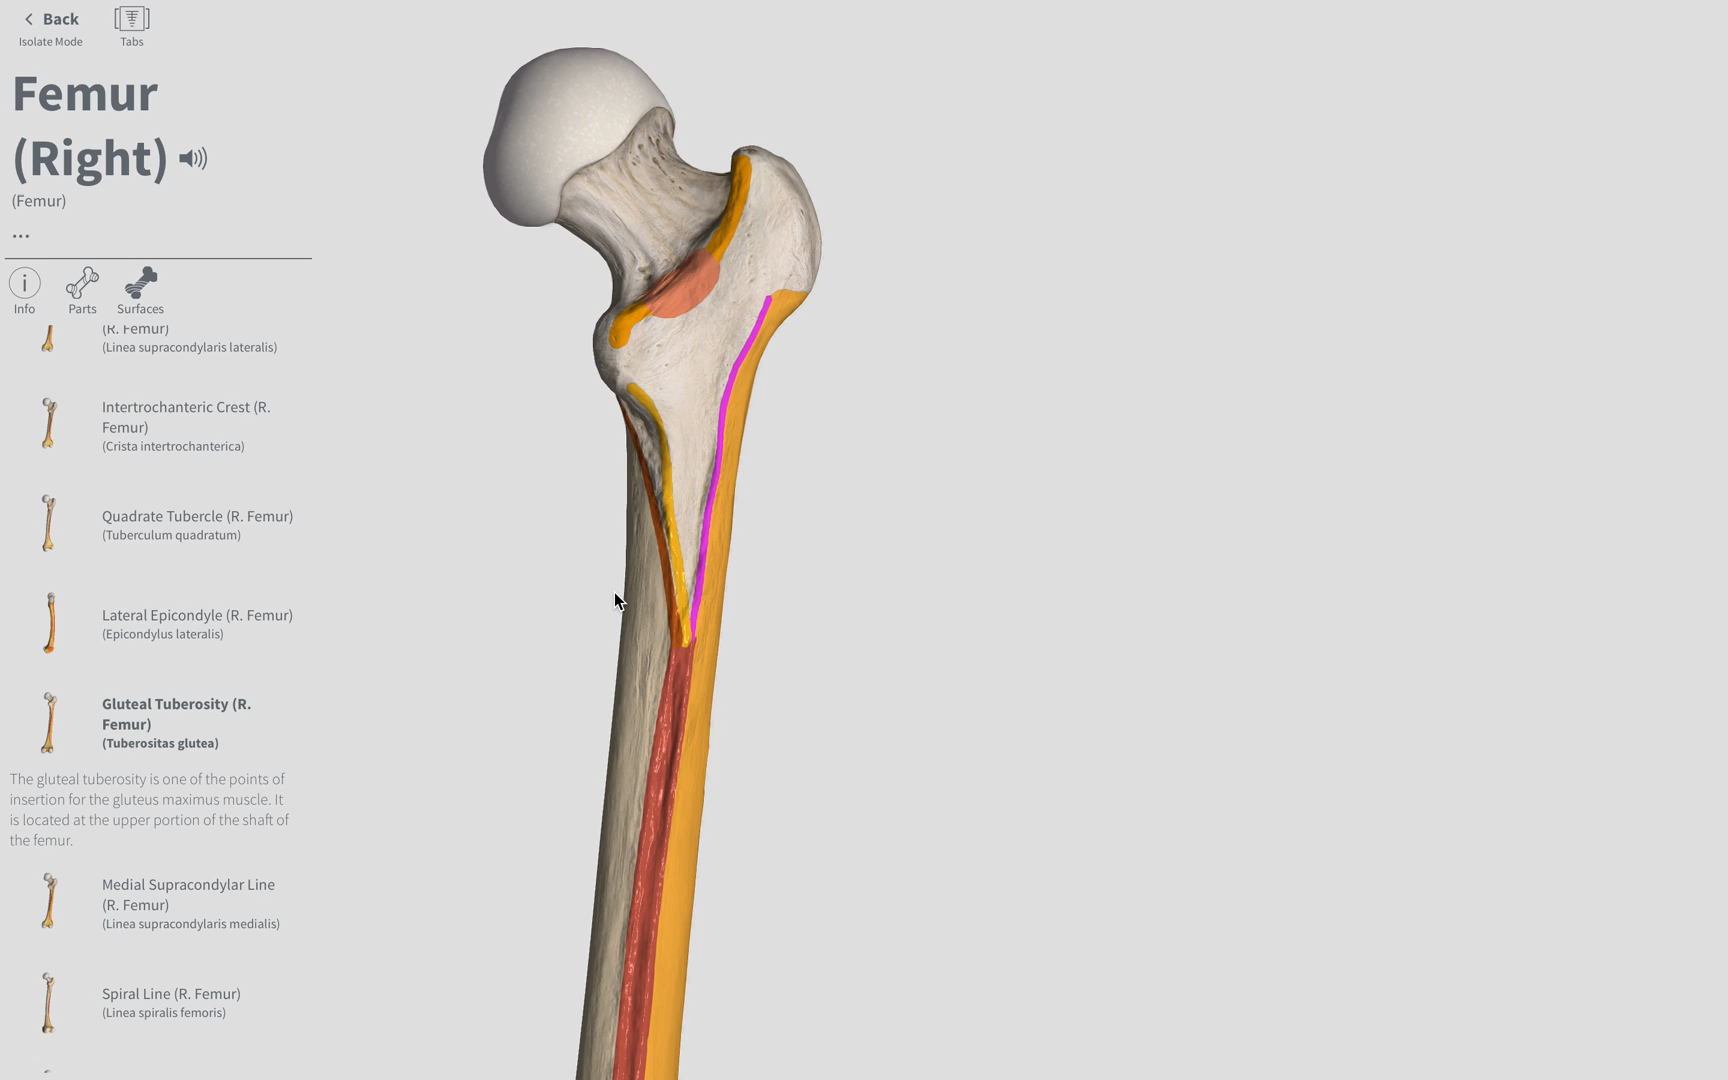 Back
Isolate Mode
Tabs
Femur
(Right)
(Femur)
...
Info
Parts
Surfaces
(R. Femur)
(Linea supracondylaris lateralis)
Intertrochanteric Crest (R.
Femur)
(Crista intertrochanterica)
Quadrate Tubercle (R. Femur)
(Tuberculum quadratum)
Lateral Epicondyle (R. Femur)
(Epicondylus lateralis)
Gluteal Tuberosity (R.
Femur)
(Tuberositas glutea)
The gluteal tuberosity is one of the points of
insertion for the gluteus maximus muscle. It
is located at the upper portion of the shaft of
the femur.
Medial Supracondylar Line
(R. Femur)
(Linea supracondylaris medialis)
Spiral Line (R. Femur)
(Linea spiralis femoris)